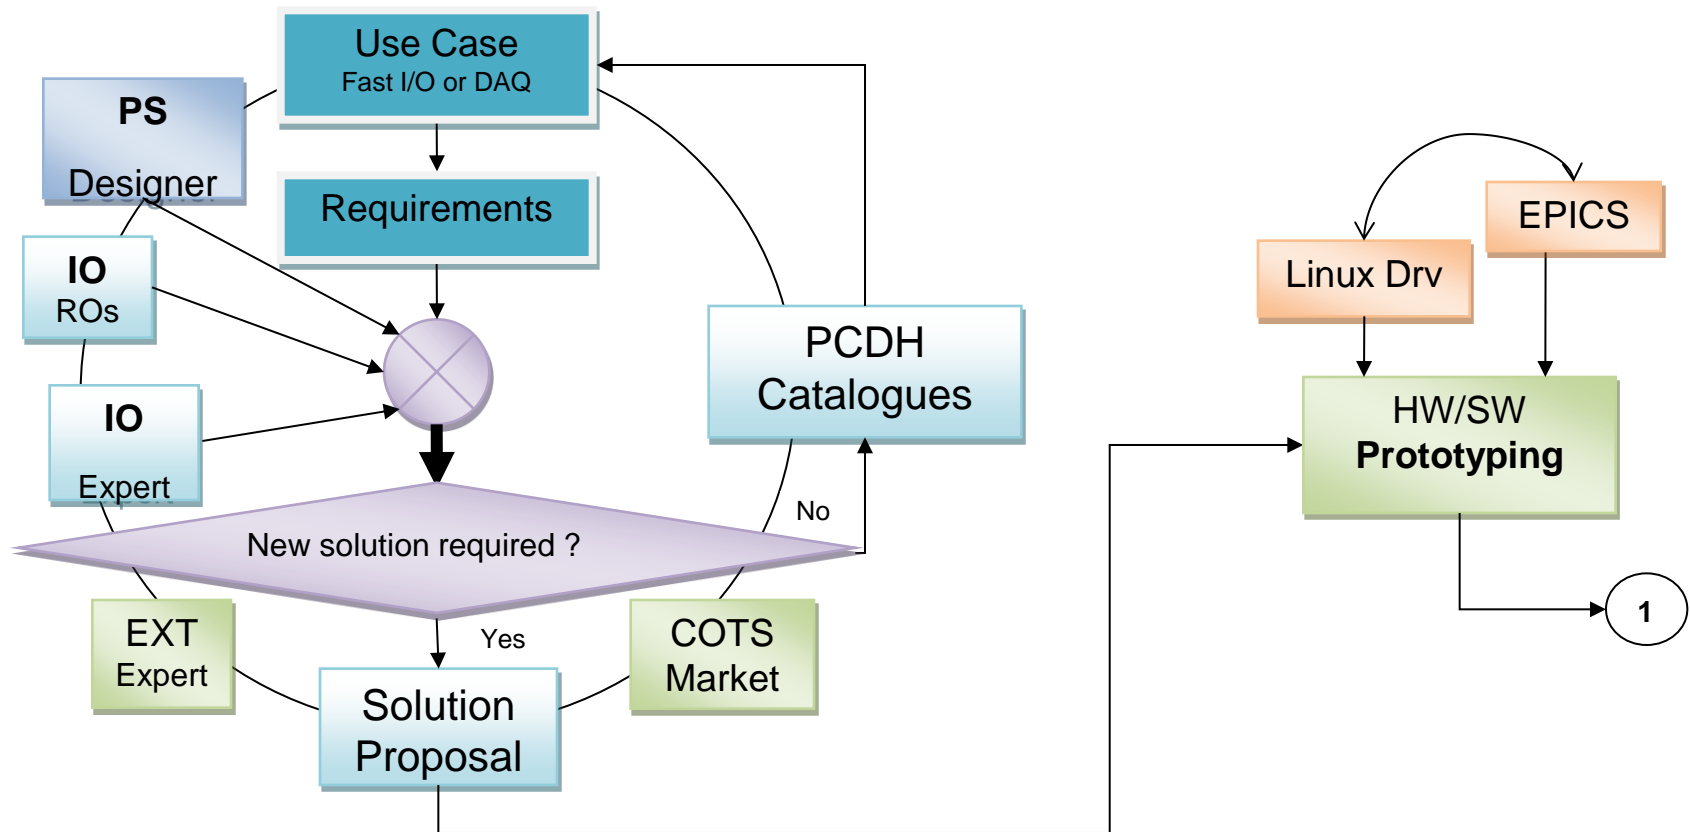 Use Case
Fast I/O or DAQ
PS
Designer
Requirements
IO
ROs
IO
Expert
PCDH
Catalogues
New solution required ?
No
Yes
EXT
Expert
COTS
Market
Solution
Proposal
EPICS
Linux Drv
HW/SW
Prototyping
1